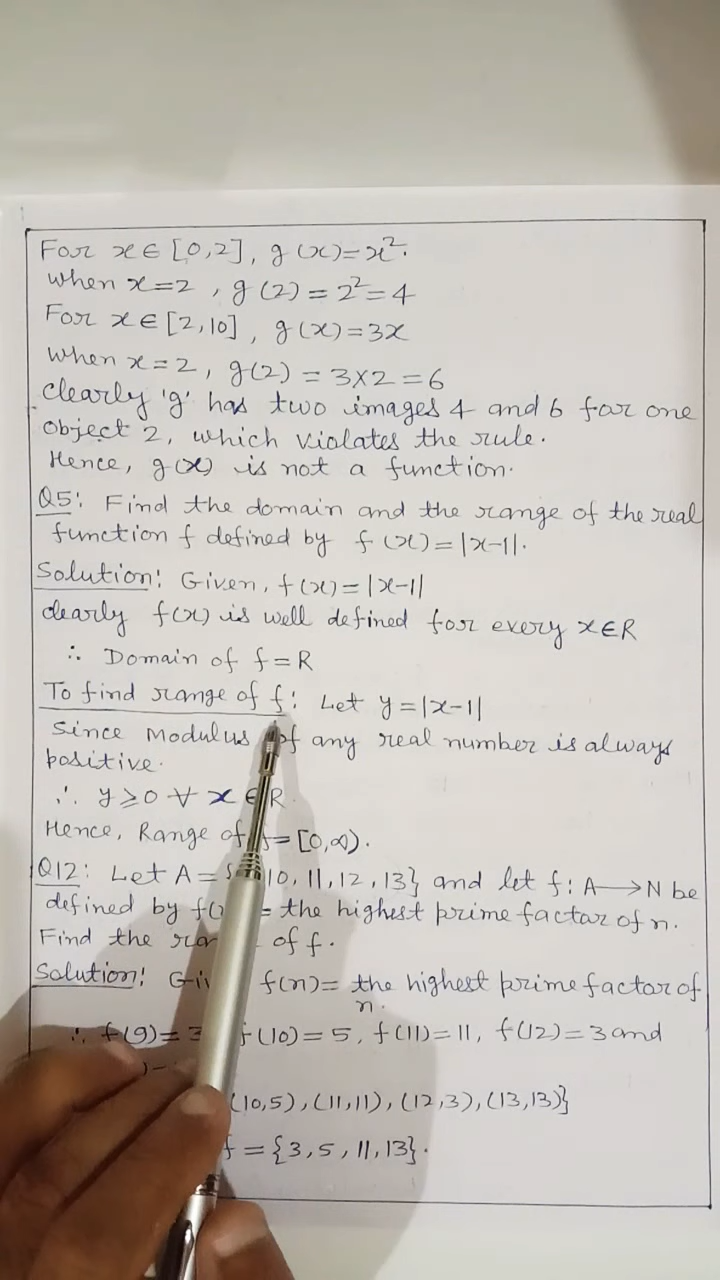 For x ∈ [0,2], g(x)=x².
when x=2, g(2) = 2² = 4
For x ∈ [2,10], g(x)=3x
when x=2, g(2) = 3×2 = 6
clearly 'g' has two images 4 and 6 for one
object 2, which violates the rule.
Hence, g(x) is not a function.
Q5: Find the domain and the range of the real
function f defined by f(x) = |x-1|.
Solution: Given, f(x) = |x-1|
clearly f(x) is well defined for every x∈R
∴ Domain of f = R
To find range of f: Let y = |x-1|
Since Modulus of any real number is always
positive.
∴ y ≥ 0 ∀ x ∈ R.
Hence, Range of f = [0,∞).
Q12: Let A = 10, 11, 12, 13} and let f: A → N be
defined by = the highest prime factor of n.
Find the of f.
Solution: f(n) = the highest prime factor of
n.
∴ f(9) = 3 f(10) = 5, f(11) = 11, f(12) = 3 and
(10,5), (11,11), (12,3), (13,13)}
f = {3, 5, 11, 13}.